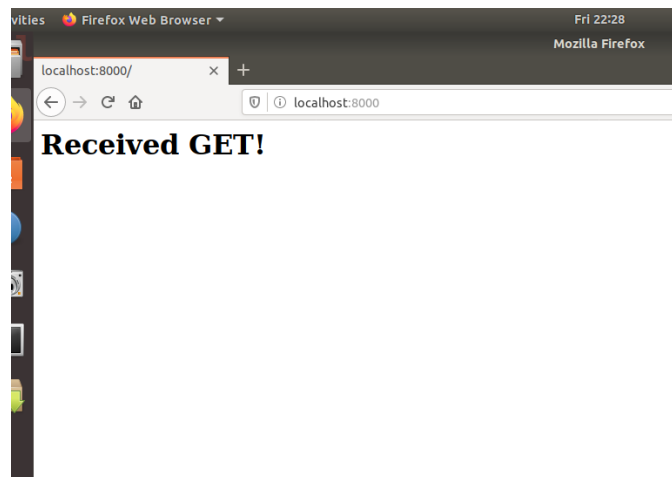 vities Firefox Web Browser Fri 22:28
Mozilla Firefox
localhost:8000/
localhost:8000
Received GET!